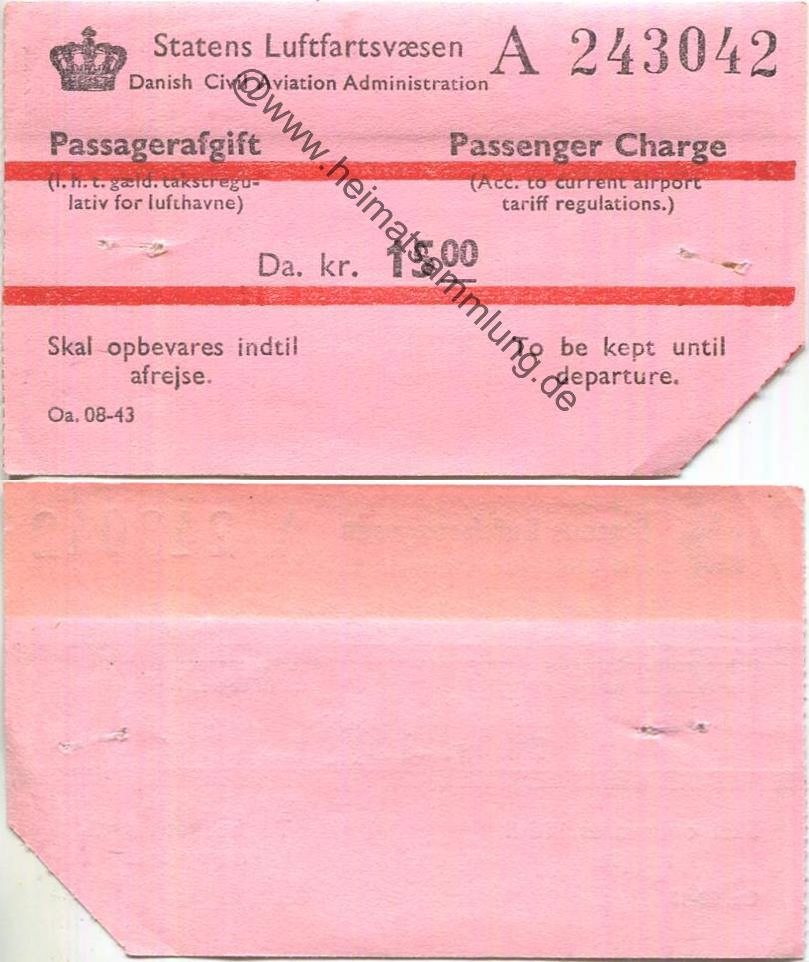 Statens Luftfartsvæsen A 243042
Danish Civil Aviation Administration
Passagerafgift Passenger Charge
(I. h. t. gæld. takstregu- (Acc. to current airport
lativ for lufthavne) tariff regulations.)
Da. kr. 15.00
Skal opbevares indtil To be kept until
afrejse. departure.
Oa. 08-43
@www.heimatsammlung.de